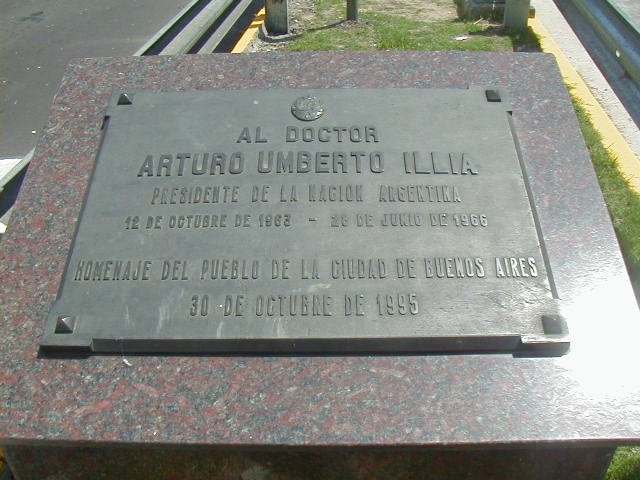 AL DOCTOR
ARTURO UMBERTO ILLIA
PRESIDENTE DE LA NACION ARGENTINA
12 DE OCTUBRE DE 1963 - 28 DE JUNIO DE 1966
HOMENAJE DEL PUEBLO DE LA CIUDAD DE BUENOS AIRES
30 DE OCTUBRE DE 1995